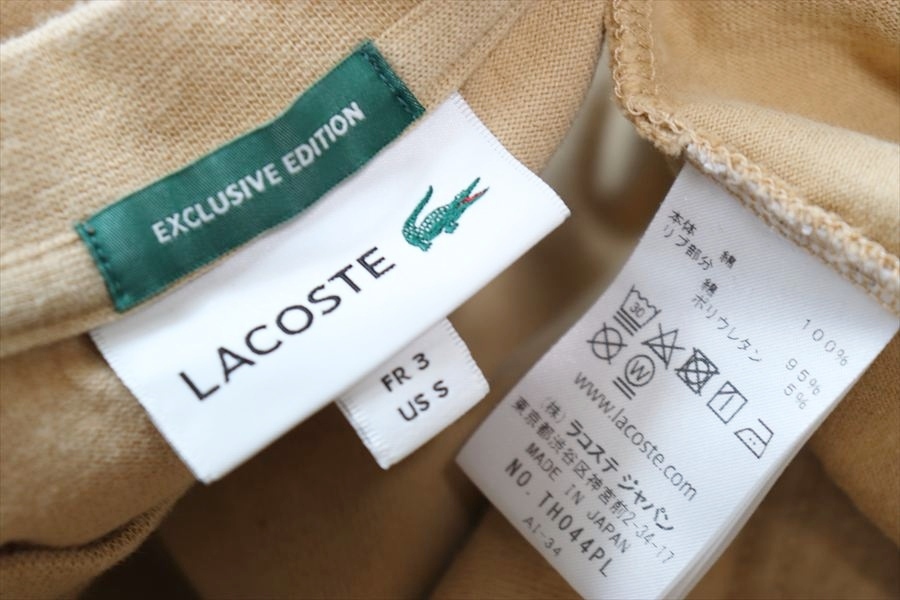 EXCLUSIVE EDITION
LACOSTE
FR 3
US S
本体 綿 100%
リブ部分 綿 95%
ポリウレタン 5%
30
W
www.lacoste.com
(株) ラコステ ジャパン
東京都渋谷区神宮前2-34-17
MADE IN JAPAN
NO. TH044PL
AI-34